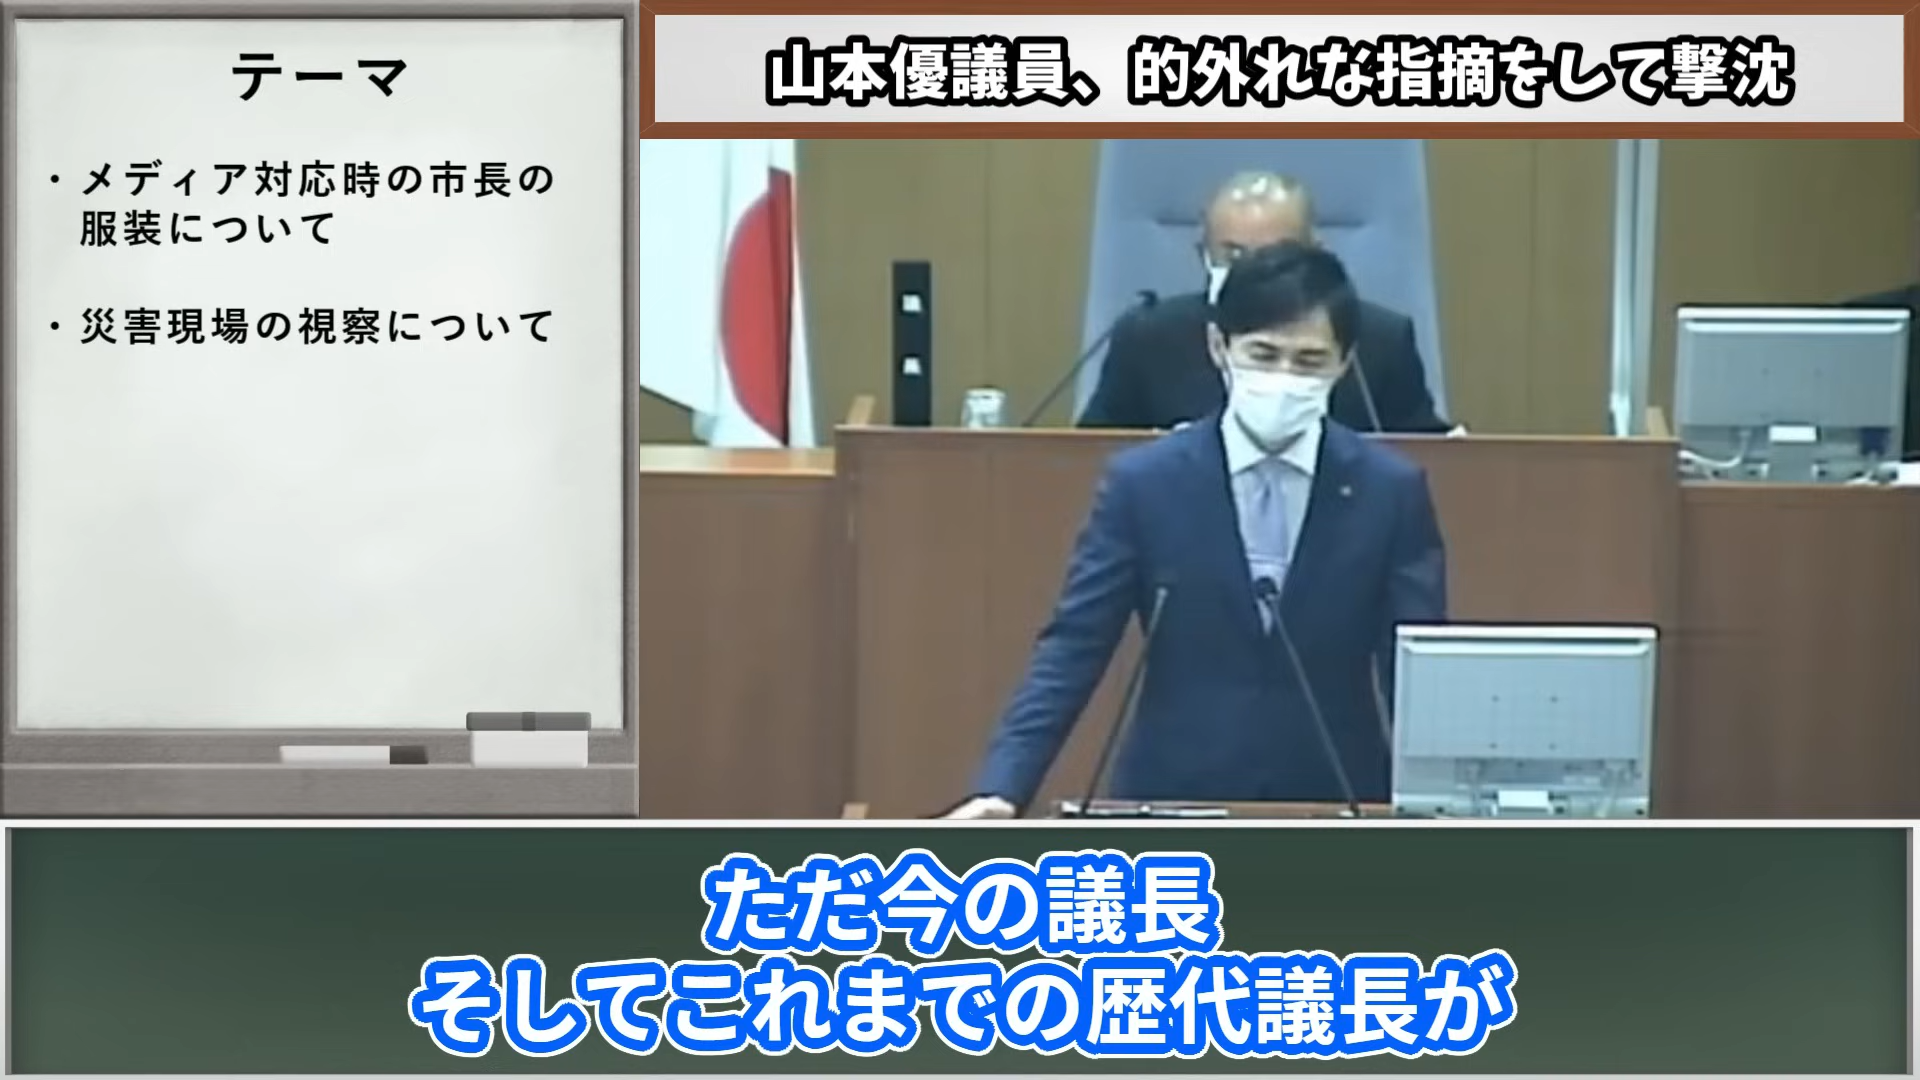 テーマ
・メディア対応時の市長の
服装について
・災害現場の視察について
山本優議員、的外れな指摘をして撃沈
ただ今の議長
そしてこれまでの歴代議長が